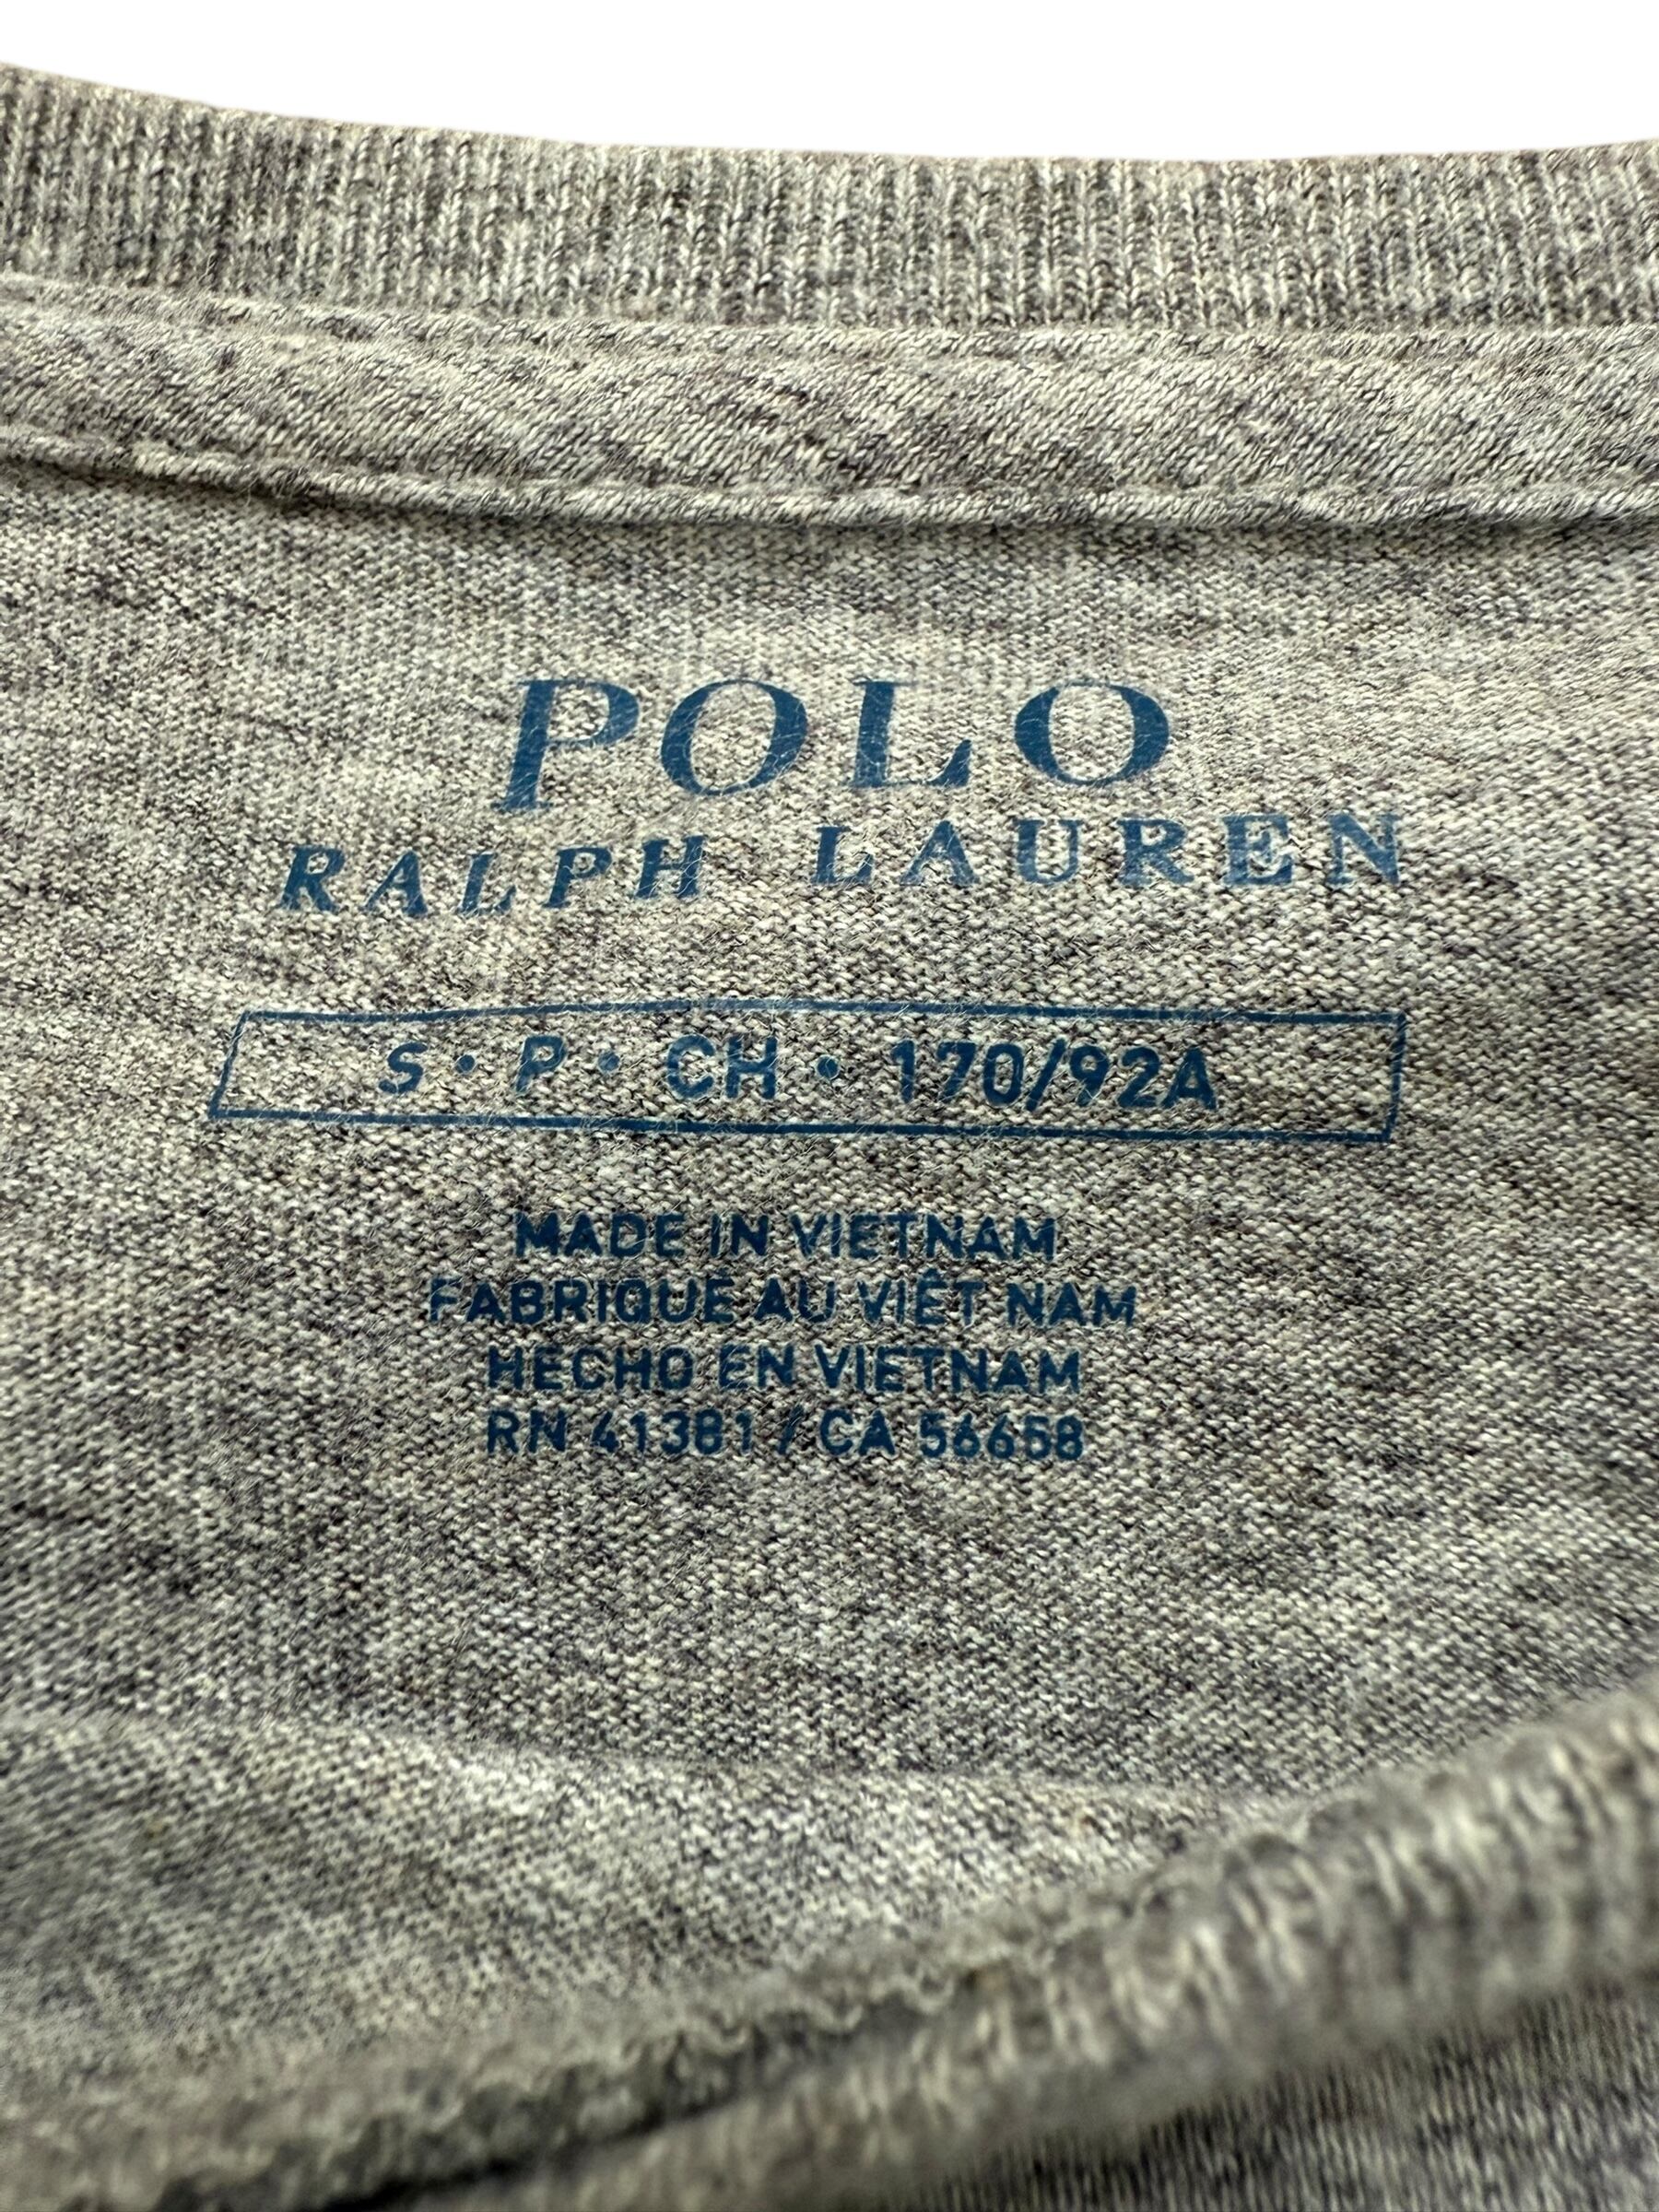 POLO
RALPH LAUREN
S • P • CH • 170/92A
MADE IN VIETNAM
FABRIQUÉ AU VIÊT NAM
HECHO EN VIETNAM
RN 41381 / CA 56658